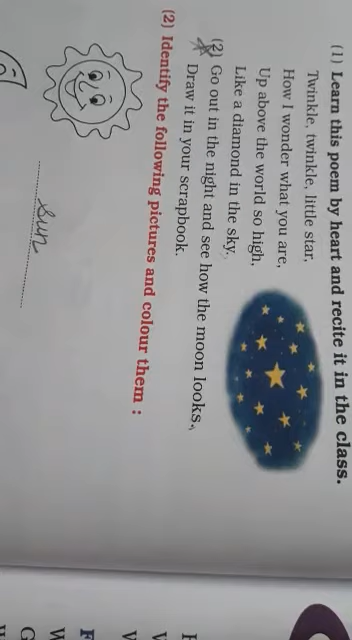 (1) Learn this poem by heart and recite it in the class.
Twinkle, twinkle, little star,
How I wonder what you are,
Up above the world so high,
Like a diamond in the sky.
(2) Go out in the night and see how the moon looks.
Draw it in your scrapbook.
(2) Identify the following pictures and colour them :
sun